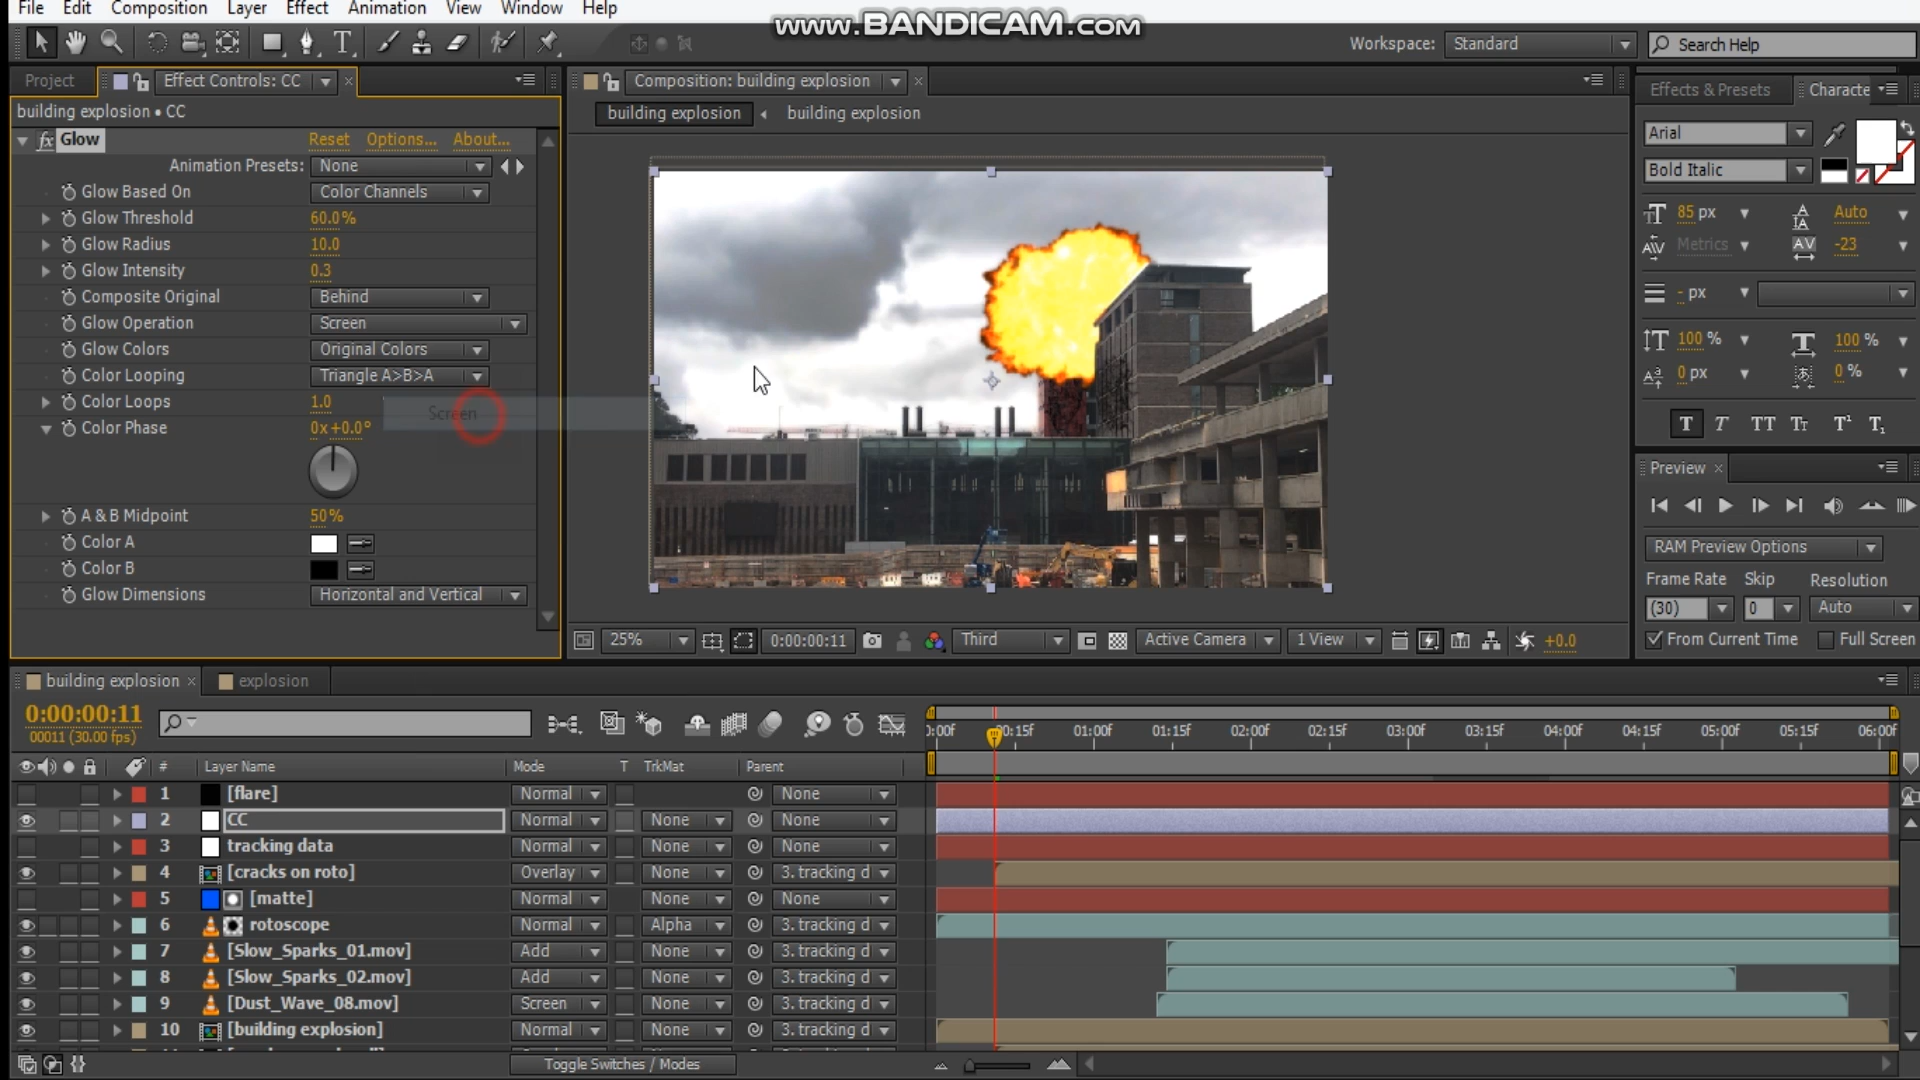 File Edit Composition Layer Effect Animation View Window Help
www.BANDICAM.com
Workspace: Standard Search Help
Project Effect Controls: CC Composition: building explosion Effects & Presets Characte
building explosion • CC building explosion building explosion
fx Glow Reset Options... About...
Animation Presets: None
Glow Based On Color Channels
Glow Threshold 60.0%
Glow Radius 10.0
Glow Intensity 0.3
Composite Original Behind
Glow Operation Screen
Glow Colors Original Colors
Color Looping Triangle A>B>A
Color Loops 1.0
Screen
Color Phase 0x+0.0°
A & B Midpoint 50%
Color A
Color B
Glow Dimensions Horizontal and Vertical
Arial
Bold Italic
85 px Auto
Metrics -23
- px
100 % 100 %
0 px 0 %
T T TT Tt T¹ T₁
Preview
RAM Preview Options
Frame Rate Skip Resolution
(30) 0 Auto
From Current Time Full Screen
25% 0:00:00:11 Third Active Camera 1 View +0.0
building explosion explosion
0:00:00:11
00011 (30.00 fps)
0:00f 0:15f 01:00f 01:15f 02:00f 02:15f 03:00f 03:15f 04:00f 04:15f 05:00f 05:15f 06:00f
# Layer Name Mode T TrkMat Parent
1 [flare] Normal None
2 CC Normal None None
3 tracking data Normal None None
4 [cracks on roto] Overlay None 3. tracking d
5 [matte] Normal None None
6 rotoscope Normal Alpha 3. tracking d
7 [Slow_Sparks_01.mov] Add None 3. tracking d
8 [Slow_Sparks_02.mov] Add None 3. tracking d
9 [Dust_Wave_08.mov] Screen None 3. tracking d
10 [building explosion] Normal None 3. tracking d
Toggle Switches / Modes